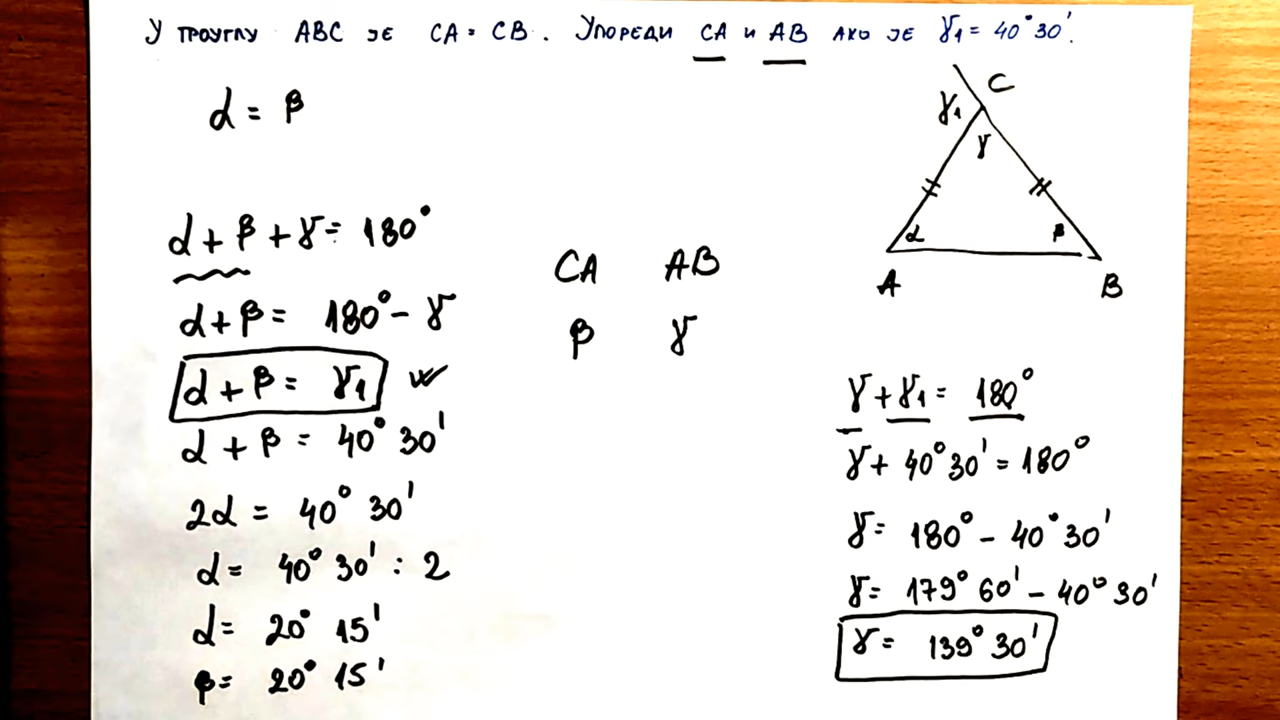 У троуглу ABC је CA = CB. Упореди CA и AB ако је γ₁ = 40° 30'.
α = β
α + β + γ = 180°
α + β = 180° - γ
α + β = γ₁
α + β = 40° 30'
2α = 40° 30'
α = 40° 30' : 2
α = 20° 15'
β = 20° 15'
CA AB
β γ
C
γ₁
γ
α β
A B
γ + γ₁ = 180°
γ + 40° 30' = 180°
γ = 180° - 40° 30'
γ = 179° 60' - 40° 30'
γ = 139° 30'